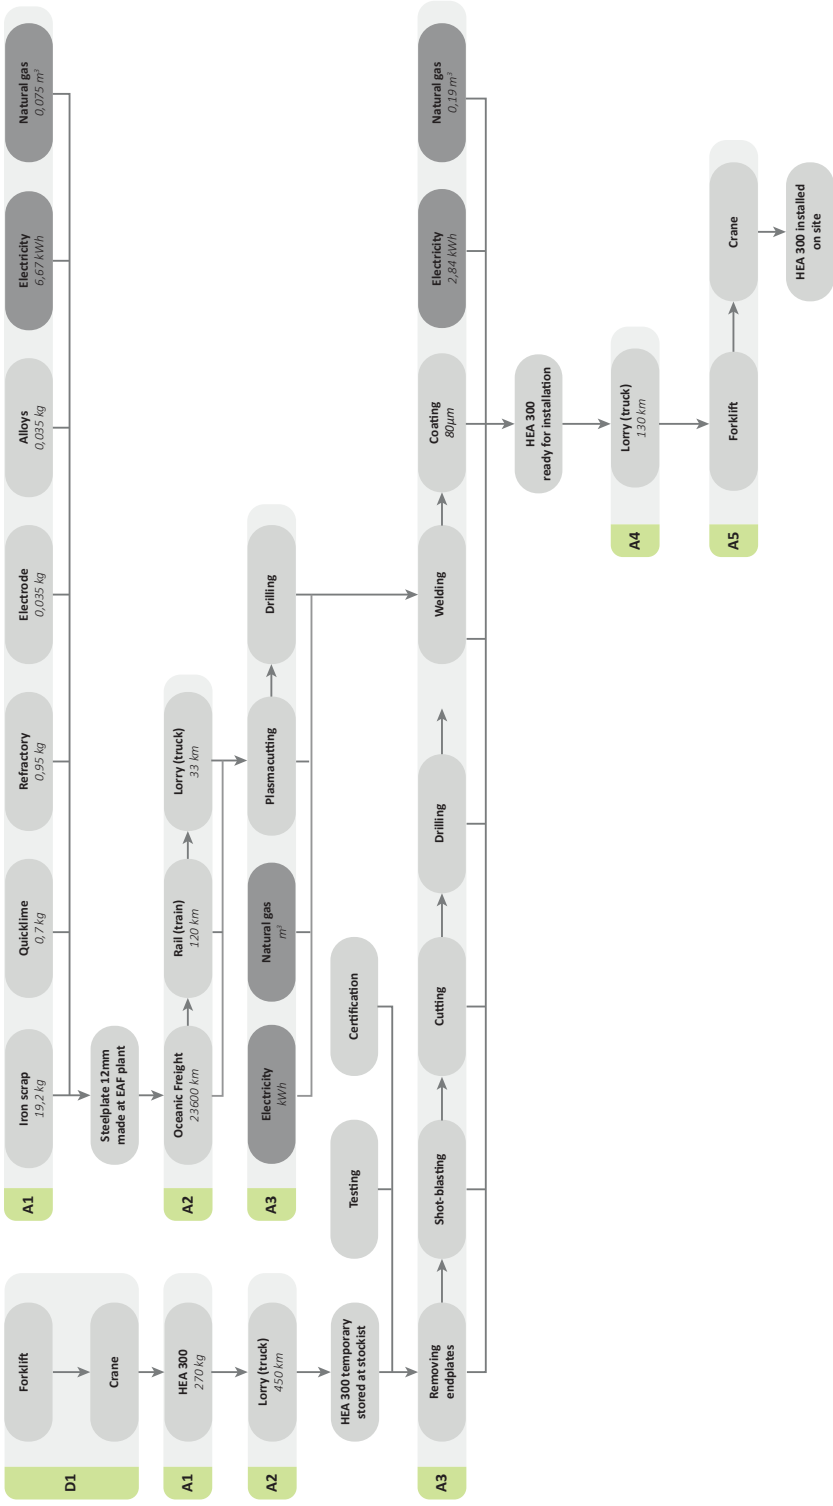 D1
Forklift
Crane
A1
HEA 300
270 kg
A2
Lorry (truck)
450 km
HEA 300 temporary
stored at stockist
Testing
Certification
A1
Iron scrap
19,2 kg
Quicklime
0,7 kg
Refractory
0,95 kg
Electrode
0,035 kg
Alloys
0,035 kg
Electricity
6,67 kWh
Natural gas
0,075 m³
Steelplate 12mm
made at EAF plant
A2
Oceanic Freight
23600 km
Rail (train)
120 km
Lorry (truck)
33 km
A3
Electricity
kWh
Natural gas
m³
Plasmacutting
Drilling
A3
Removing
endplates
Shot-blasting
Cutting
Drilling
Welding
Coating
80µm
Electricity
2,84 kWh
Natural gas
0,19 m³
HEA 300
ready for installation
A4
Lorry (truck)
130 km
A5
Forklift
Crane
HEA 300 installed
on site